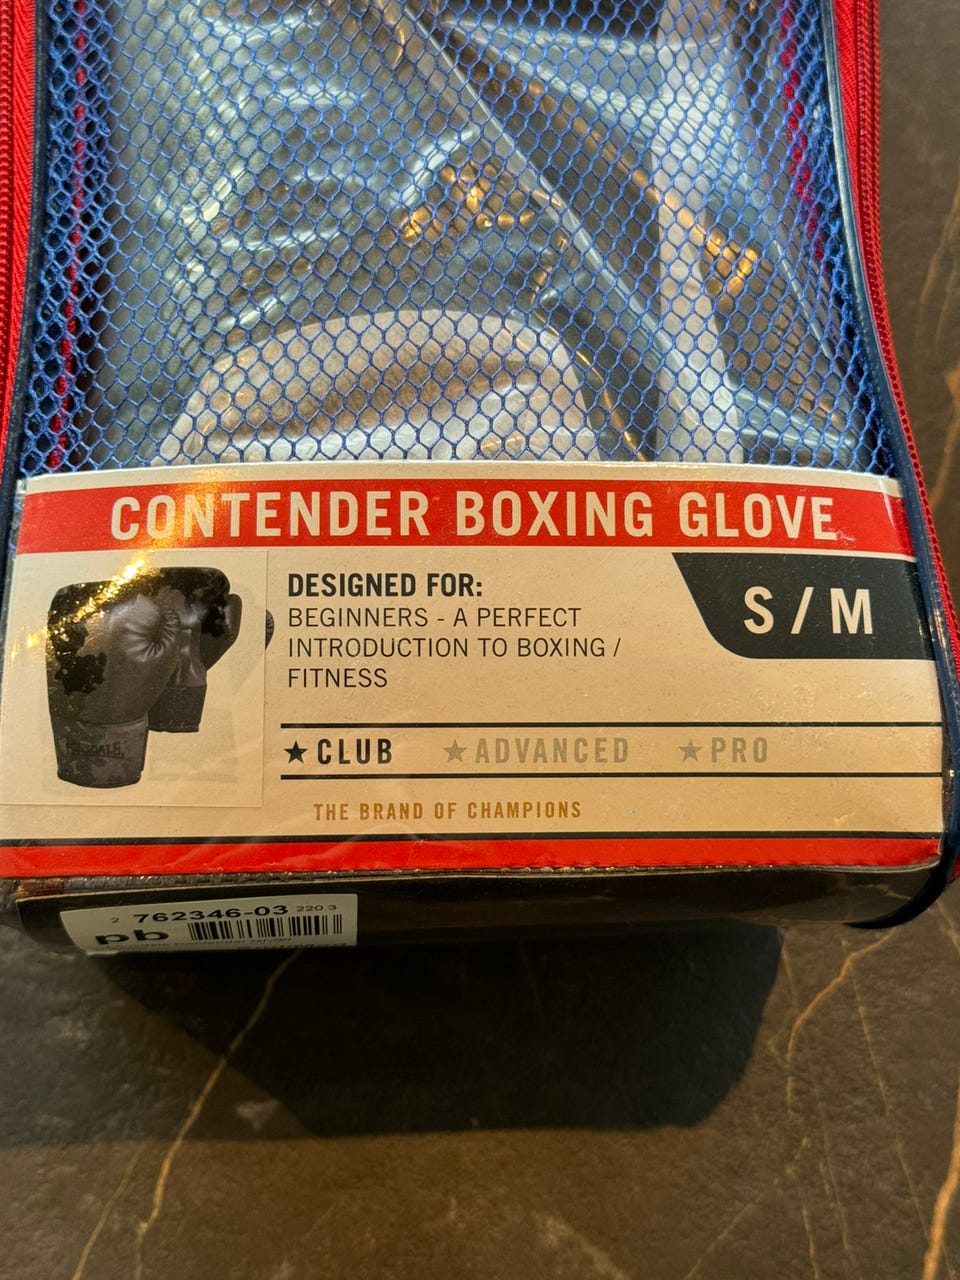 CONTENDER BOXING GLOVE
DESIGNED FOR:
BEGINNERS - A PERFECT
INTRODUCTION TO BOXING /
FITNESS
S / M
★CLUB ★ADVANCED ★PRO
THE BRAND OF CHAMPIONS
2 762346-03 220 3
pb